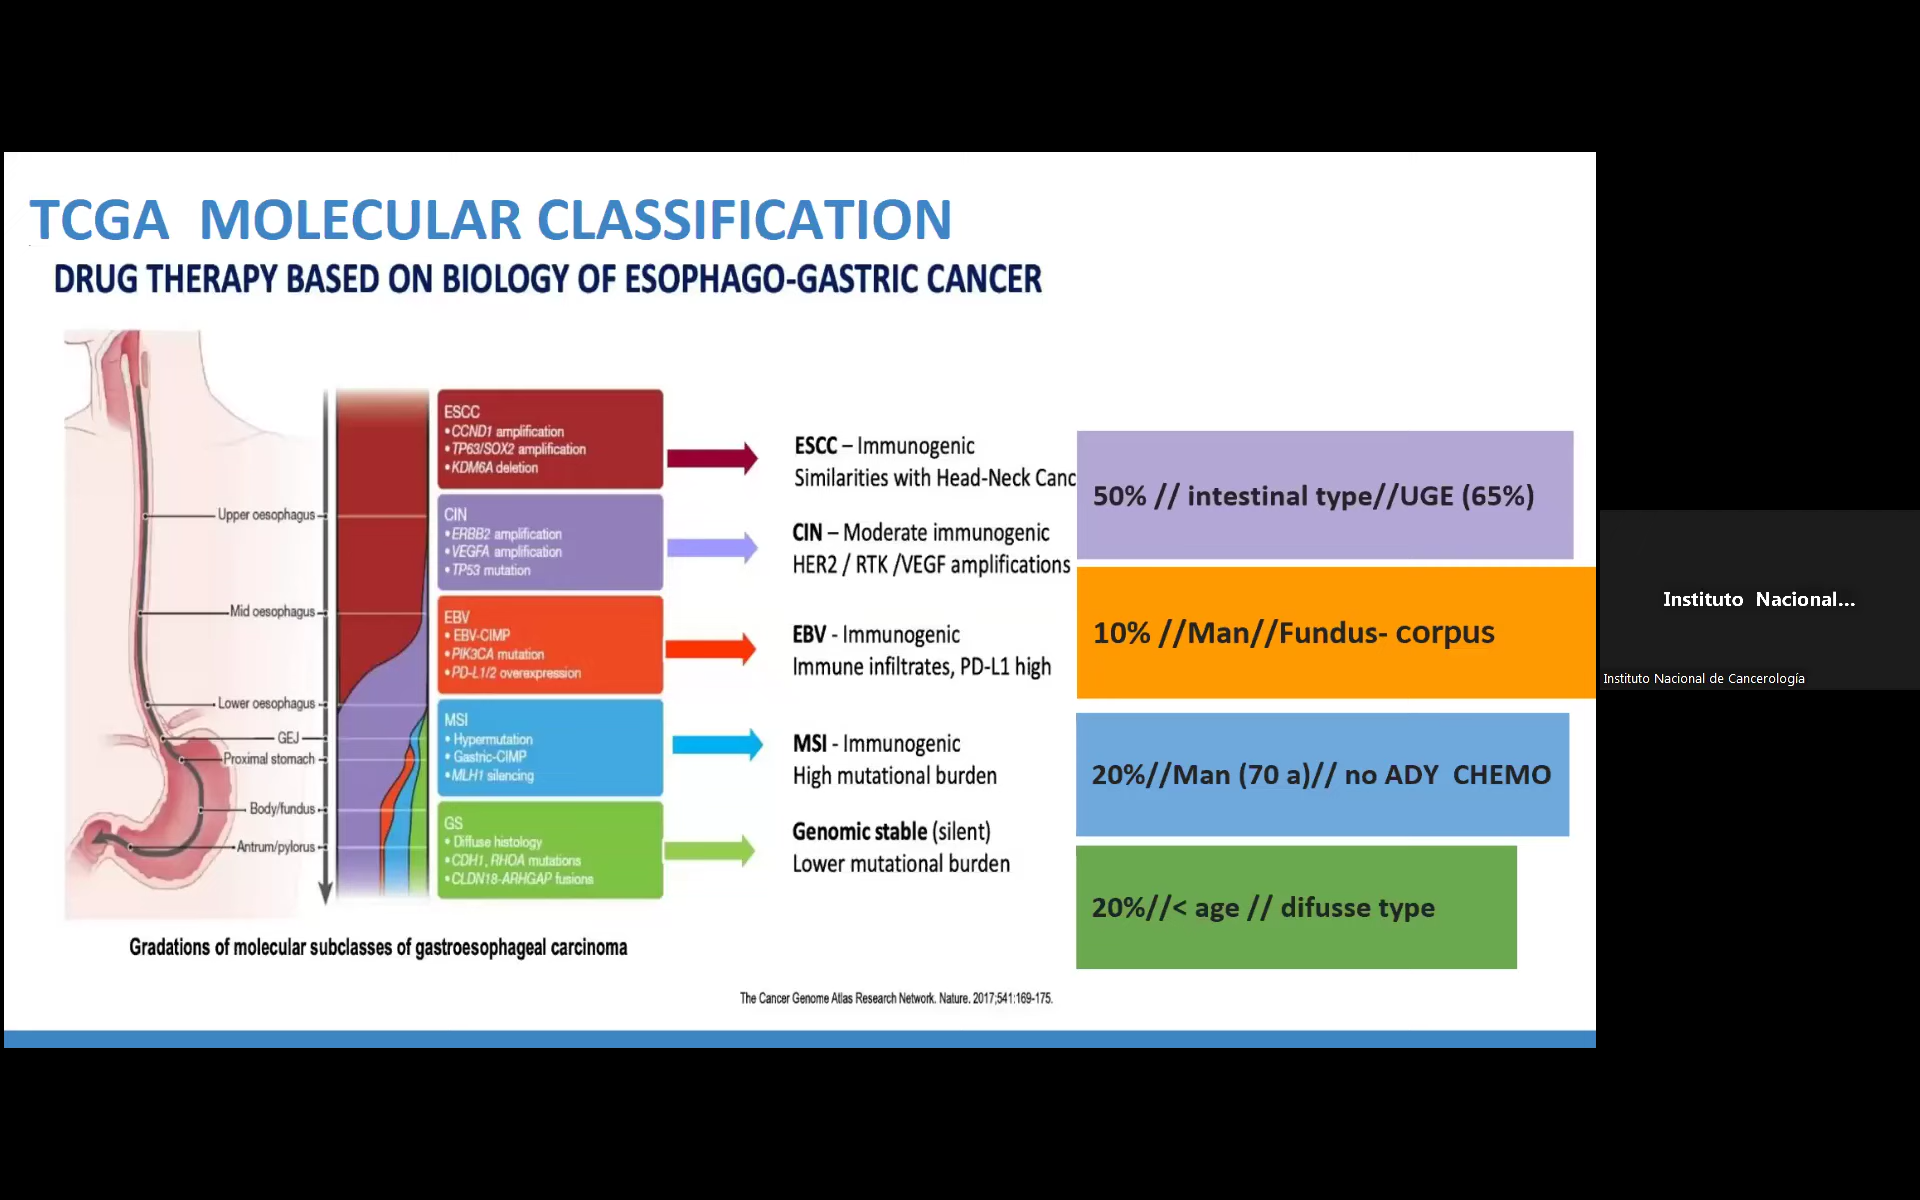 TCGA MOLECULAR CLASSIFICATION
DRUG THERAPY BASED ON BIOLOGY OF ESOPHAGO-GASTRIC CANCER
Upper oesophagus
Mid oesophagus
Lower oesophagus
GEJ
Proximal stomach
Body/fundus
Antrum/pylorus
ESCC
• CCND1 amplification
• TP63/SOX2 amplification
• KDM6A deletion
CIN
• ERBB2 amplification
• VEGFA amplification
• TP53 mutation
EBV
• EBV-CIMP
• PIK3CA mutation
• PD-L1/2 overexpression
MSI
• Hypermutation
• Gastric-CIMP
• MLH1 silencing
GS
• Diffuse histology
• CDH1, RHOA mutations
• CLDN18-ARHGAP fusions
ESCC – Immunogenic
Similarities with Head-Neck Canc
CIN – Moderate immunogenic
HER2 / RTK /VEGF amplifications
EBV - Immunogenic
Immune infiltrates, PD-L1 high
MSI - Immunogenic
High mutational burden
Genomic stable (silent)
Lower mutational burden
50% // intestinal type//UGE (65%)
10% //Man//Fundus- corpus
20%//Man (70 a)// no ADY CHEMO
20%//< age // difusse type
Gradations of molecular subclasses of gastroesophageal carcinoma
The Cancer Genome Atlas Research Network. Nature. 2017;541:169-175.
Instituto Nacional...
Instituto Nacional de Cancerología